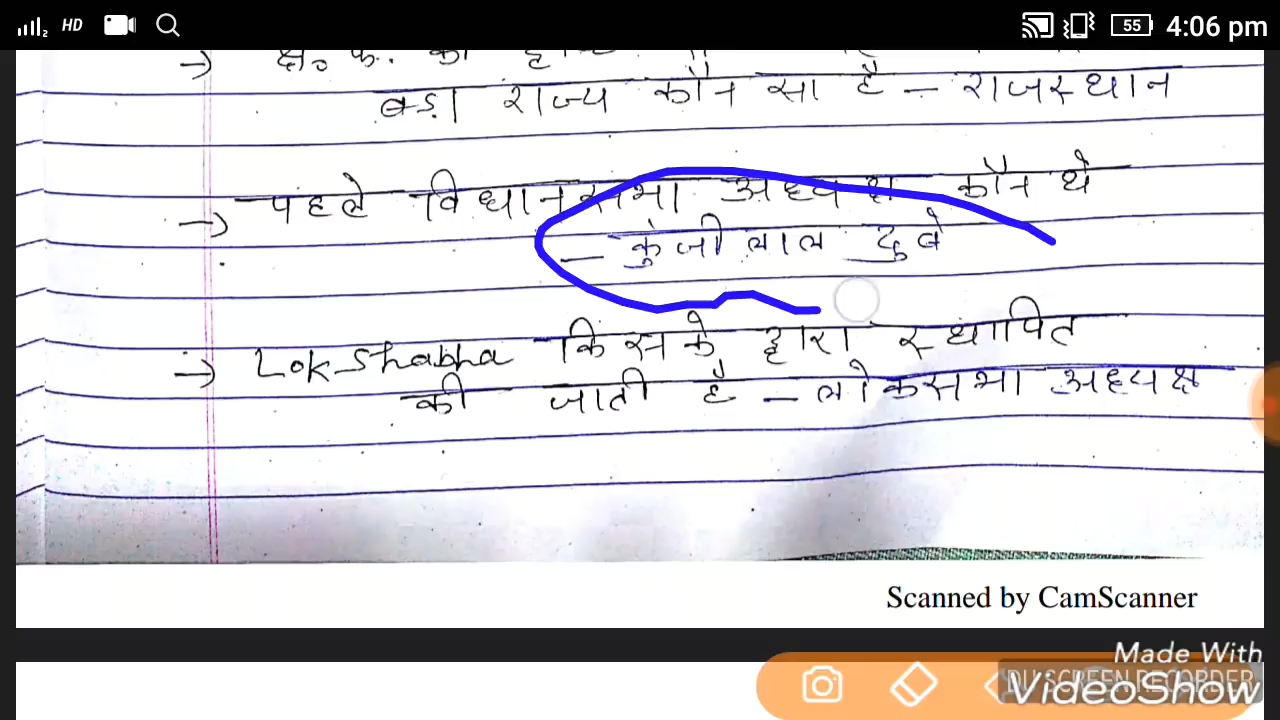 HD 55 4:06 pm
बड़ा राज्य कौन सा है – राजस्थान
→ पहले विधानसभा अध्यक्ष कौन थे
– कुंजीलाल दुबे
→ Lok Shabha किसके द्वारा स्थापित
की जाती है – लोकसभा अध्यक्ष
Scanned by CamScanner
Made With
VideoShow